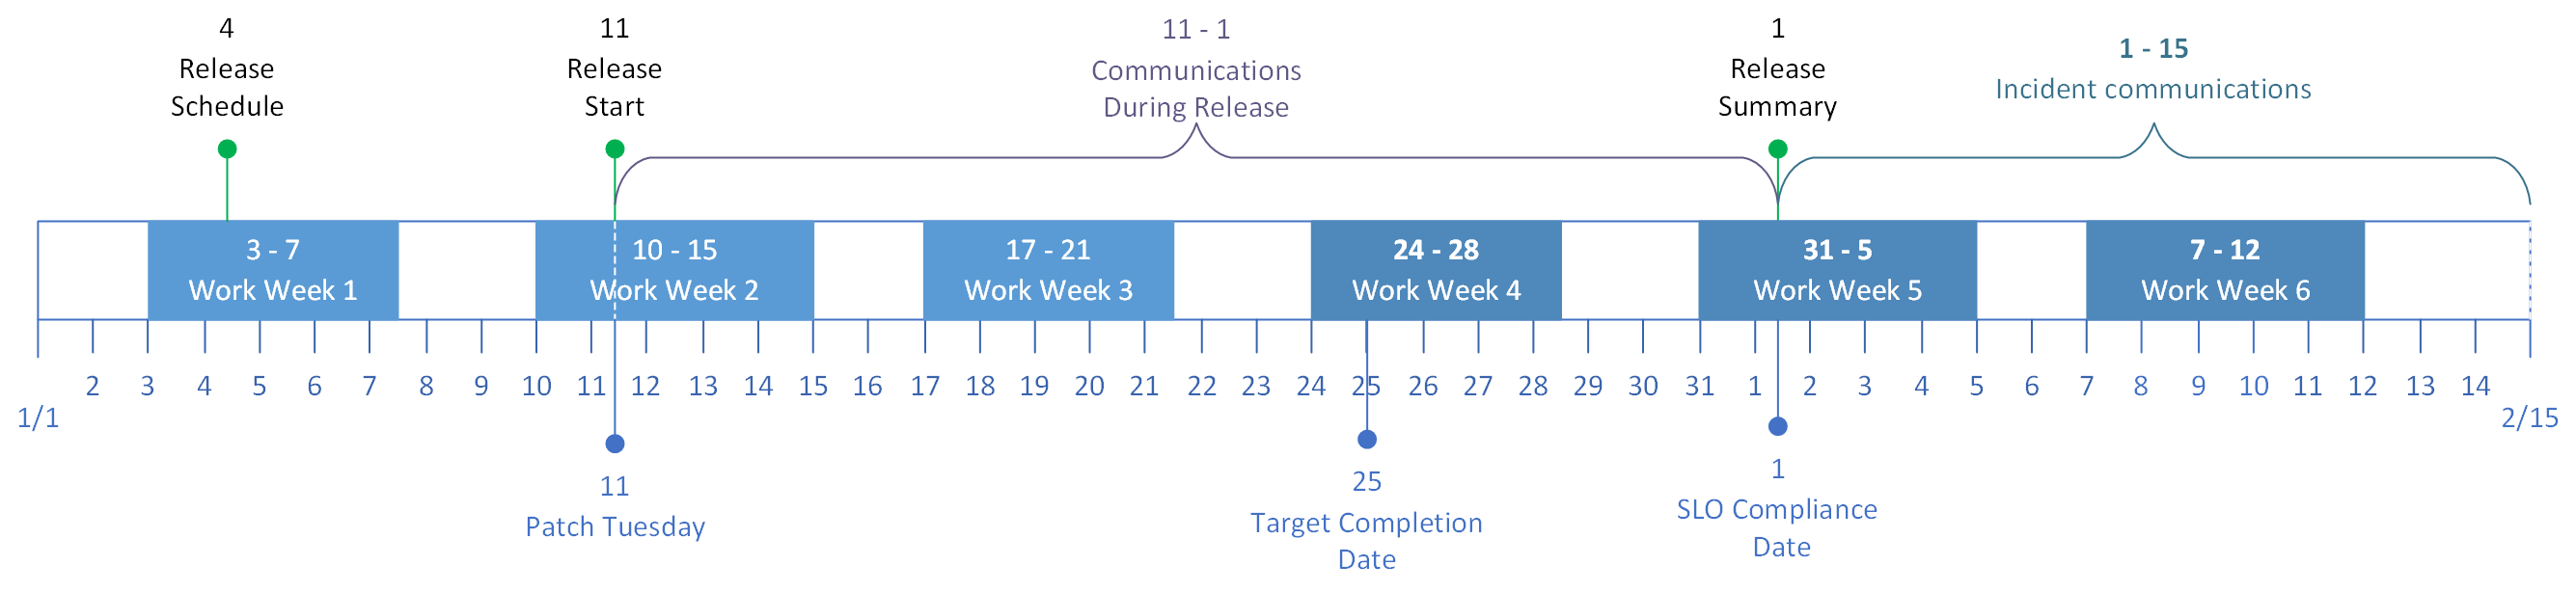 4
Release
Schedule
11
Release
Start
11 - 1
Communications
During Release
1
Release
Summary
1 - 15
Incident communications
3 - 7
Work Week 1
10 - 15
Work Week 2
17 - 21
Work Week 3
24 - 28
Work Week 4
31 - 5
Work Week 5
7 - 12
Work Week 6
1/1 2 3 4 5 6 7 8 9 10 11 12 13 14 15 16 17 18 19 20 21 22 23 24 25 26 27 28 29 30 31 1 2 3 4 5 6 7 8 9 10 11 12 13 14 2/15
11
Patch Tuesday
25
Target Completion
Date
1
SLO Compliance
Date